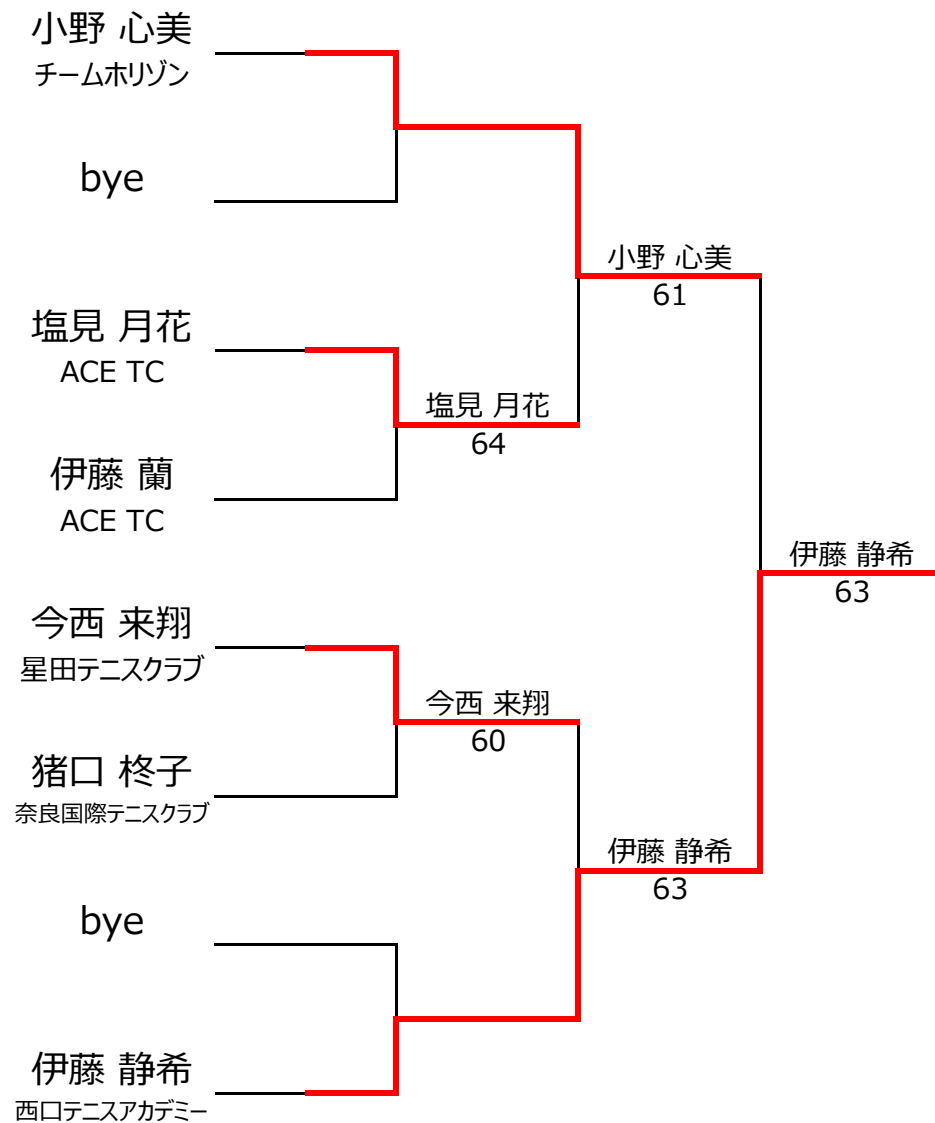 小野 心美
チームホリゾン
bye
塩見 月花
ACE TC
伊藤 蘭
ACE TC
今西 来翔
星田テニスクラブ
猪口 柊子
奈良国際テニスクラブ
bye
伊藤 静希
西口テニスアカデミー
塩見 月花
64
今西 来翔
60
小野 心美
61
伊藤 静希
63
伊藤 静希
63